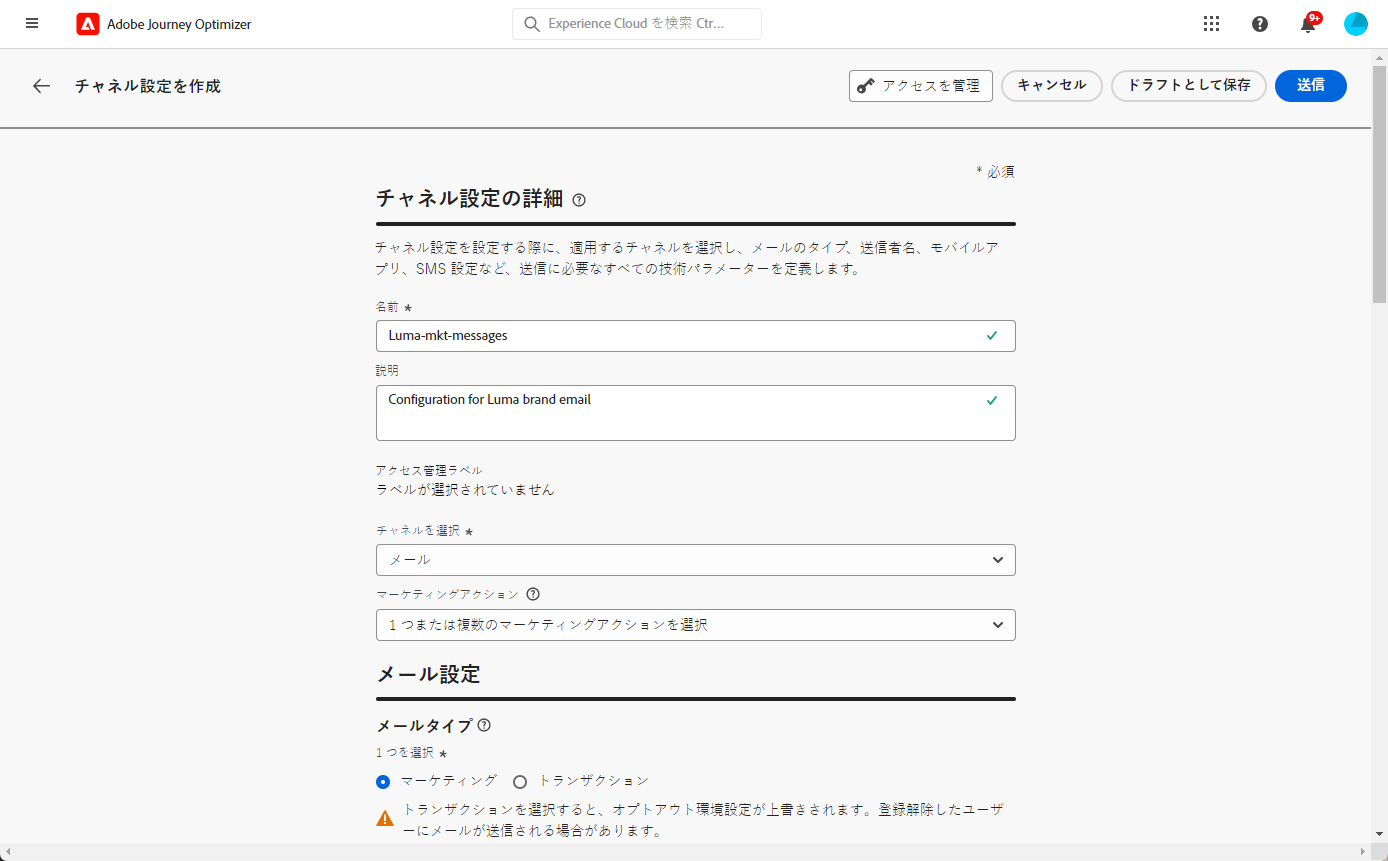 Adobe Journey Optimizer
Experience Cloud を検索 Ctr...
9+
チャネル設定を作成
アクセスを管理
キャンセル
ドラフトとして保存
送信
* 必須
チャネル設定の詳細
チャネル設定を設定する際に、適用するチャネルを選択し、メールのタイプ、送信者名、モバイルア
プリ、SMS 設定など、送信に必要なすべての技術パラメーターを定義します。
名前 *
Luma-mkt-messages
説明
Configuration for Luma brand email
アクセス管理ラベル
ラベルが選択されていません
チャネルを選択 *
メール
マーケティングアクション
1 つまたは複数のマーケティングアクションを選択
メール設定
メールタイプ
1 つを選択 *
マーケティング
トランザクション
トランザクションを選択すると、オプトアウト環境設定が上書きされます。登録解除したユーザ
ーにメールが送信される場合があります。